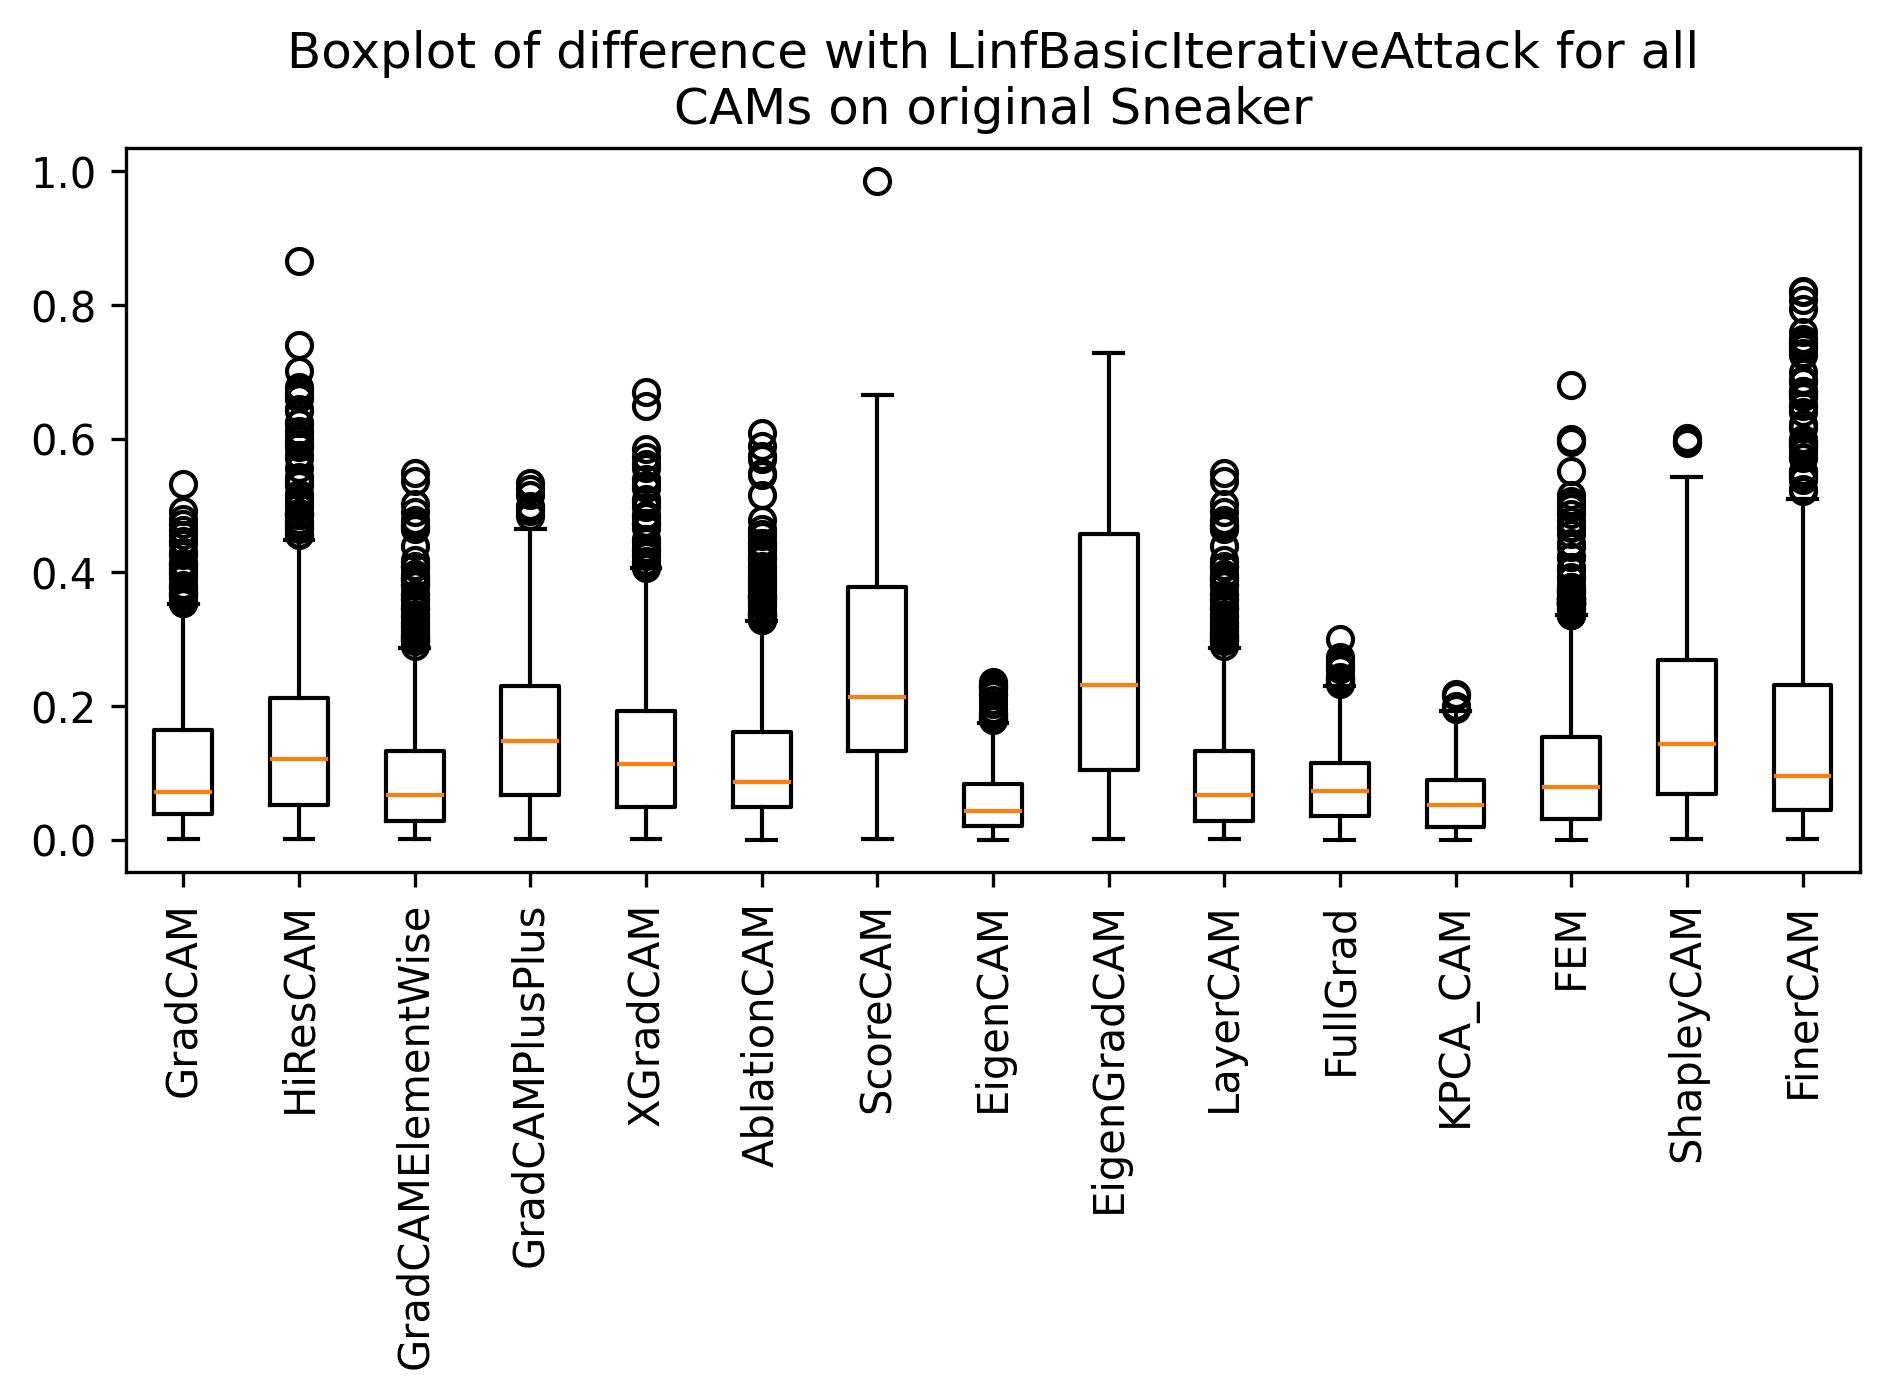 Boxplot of difference with LinfBasicIterativeAttack for all
CAMs on original Sneaker
1.0
0.8
0.6
0.4
0.2
0.0
GradCAM
HiResCAM
GradCAMElementWise
GradCAMPlusPlus
XGradCAM
AblationCAM
ScoreCAM
EigenCAM
EigenGradCAM
LayerCAM
FullGrad
KPCA_CAM
FEM
ShapleyCAM
FinerCAM